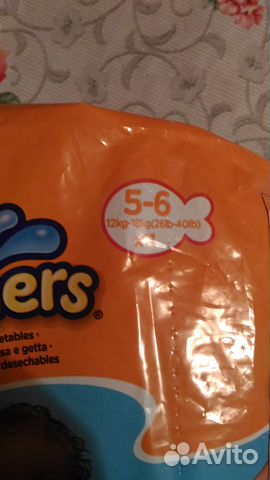 5-6
12kg-18kg(26lb-40lb)
ers®
etables·
sa e getta·
desechables
Avito